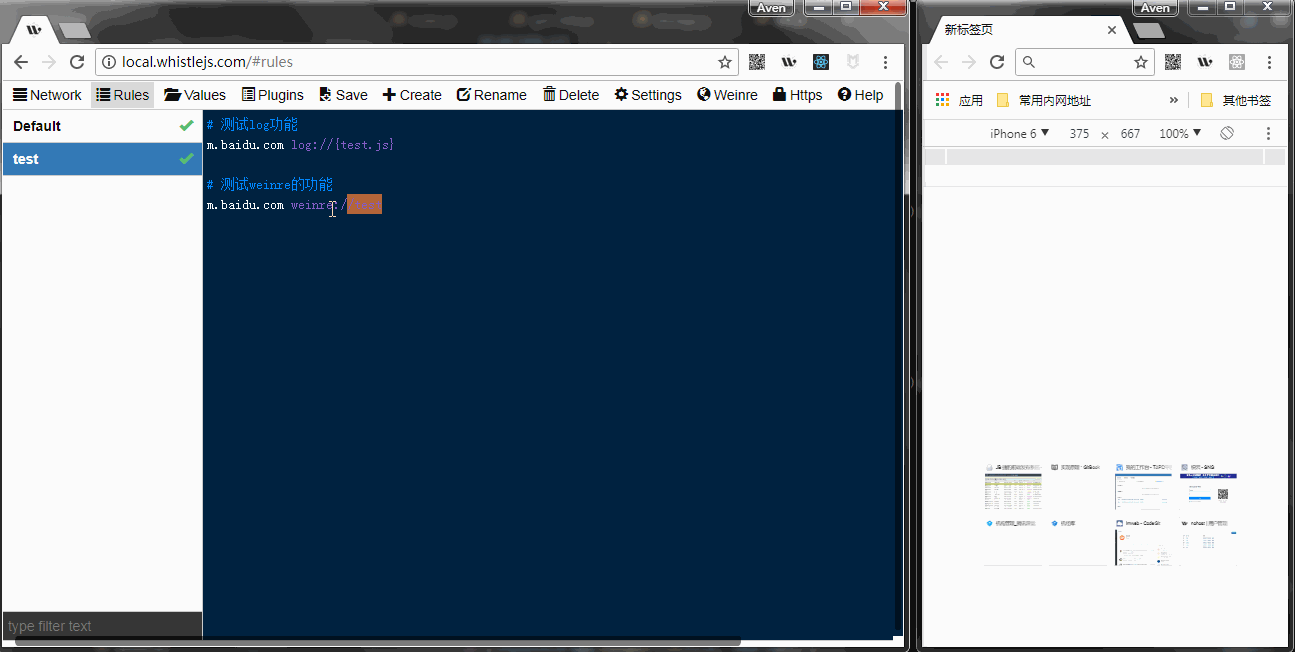 Aven
local.whistlejs.com/#rules
Network Rules Values Plugins Save Create Rename Delete Settings Weinre Https Help
Default
test
# 测试log功能
m.baidu.com log://{test.js}
# 测试weinre的功能
m.baidu.com weinre://
type filter text
Aven
新标签页
应用 常用内网地址 » 其他书签
iPhone 6 ▼ 375 × 667 100% ▼